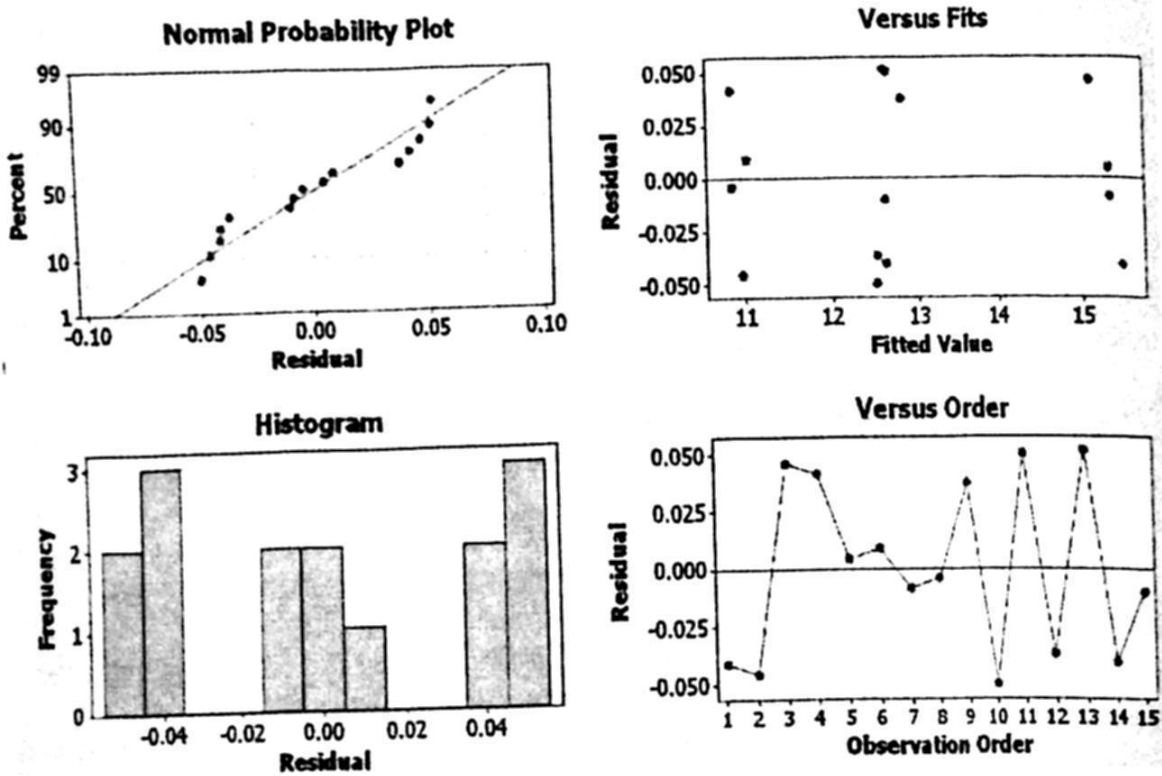 Normal Probability Plot
99
90
50
10
1
Percent
-0.10
-0.05
0.00
0.05
0.10
Residual
Versus Fits
0.050
0.025
0.000
-0.025
-0.050
Residual
11
12
13
14
15
Fitted Value
Histogram
3
2
1
0
Frequency
-0.04
-0.02
0.00
0.02
0.04
Residual
Versus Order
0.050
0.025
0.000
-0.025
-0.050
Residual
1 2 3 4 5 6 7 8 9 10 11 12 13 14 15
Observation Order